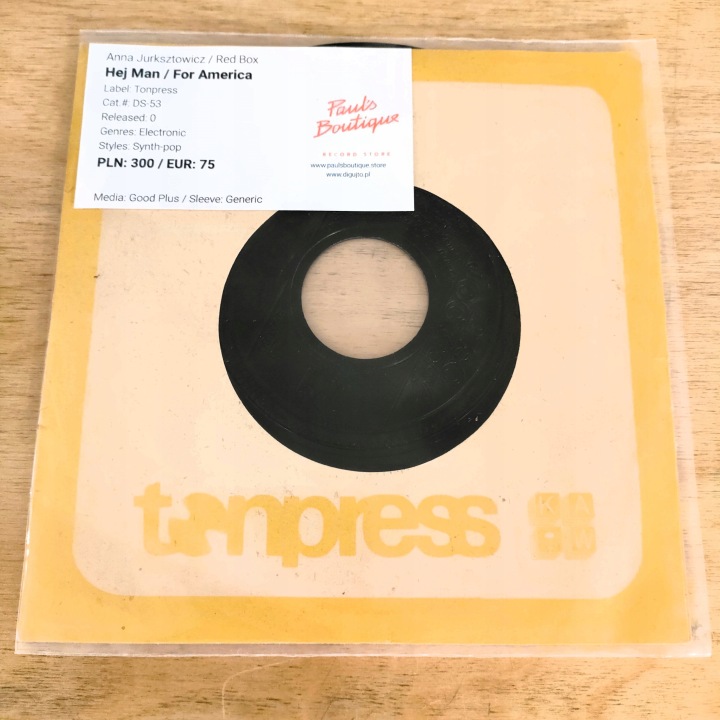 Anna Jurksztowicz / Red Box
Hej Man / For America
Label: Tonpress
Cat.#: DS-53
Released: 0
Genres: Electronic
Styles: Synth-pop
PLN: 300 / EUR: 75
Media: Good Plus / Sleeve: Generic
Paul's
Boutique
RECORD STORE
www.paulsboutique.store
www.digujto.pl
tonpress
KA
W